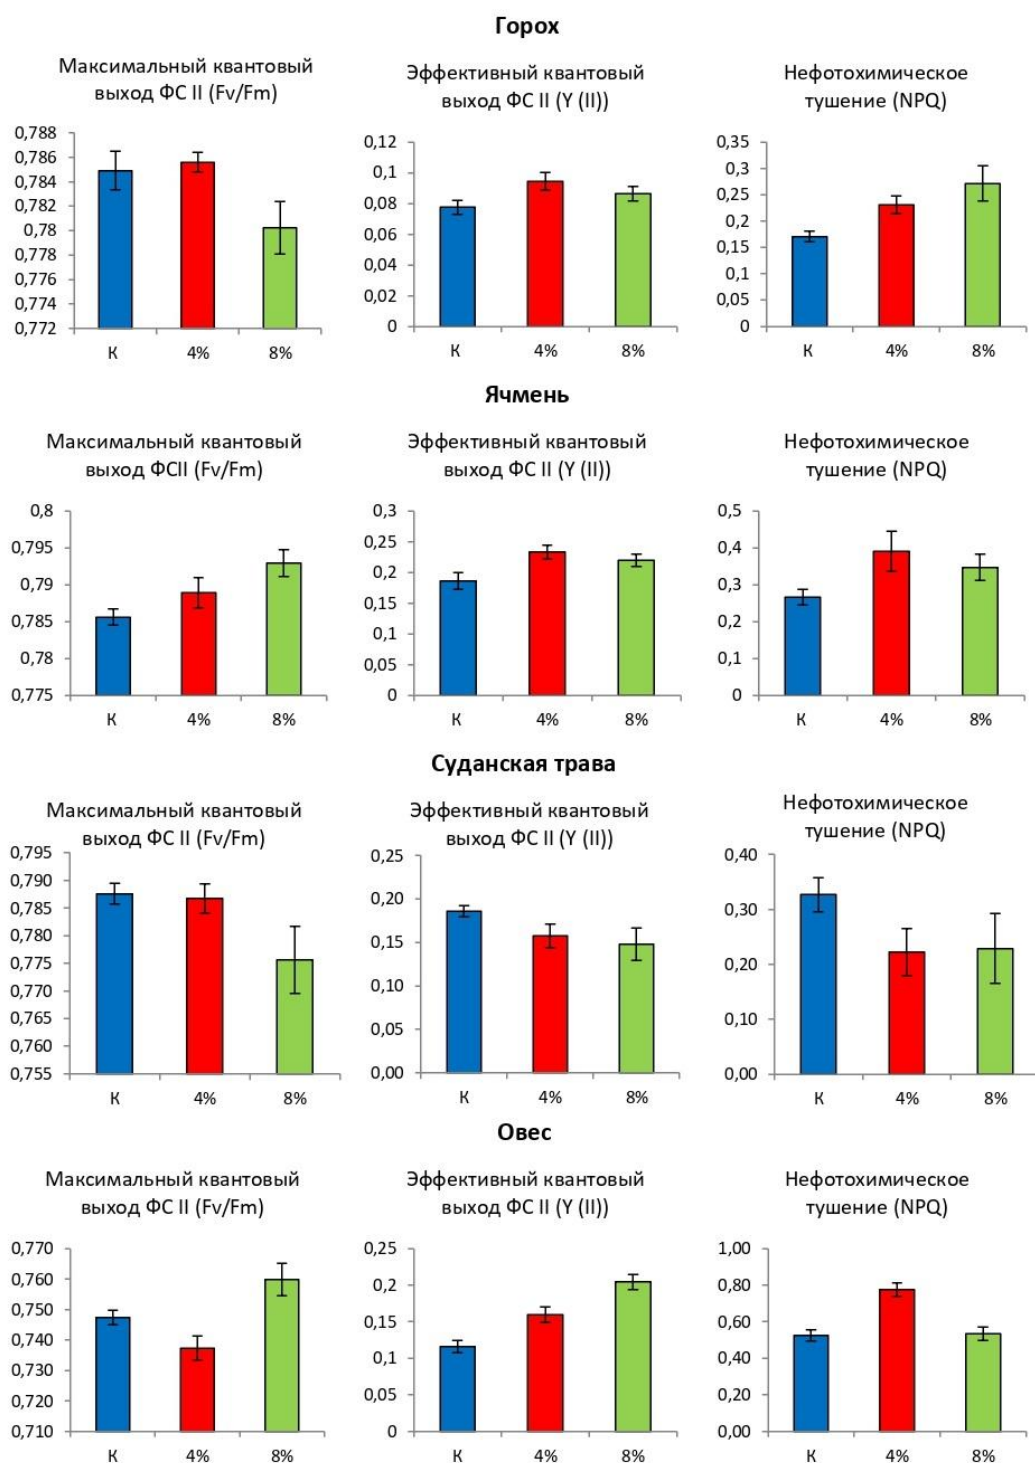 Горох
Максимальный квантовый
выход ФС II (Fv/Fm)
0,788
0,786
0,784
0,782
0,78
0,778
0,776
0,774
0,772
К
4%
8%
Эффективный квантовый
выход ФС II (Y (II))
0,12
0,1
0,08
0,06
0,04
0,02
0
К
4%
8%
Нефотохимическое
тушение (NPQ)
0,35
0,3
0,25
0,2
0,15
0,1
0,05
0
К
4%
8%
Ячмень
Максимальный квантовый
выход ФСII (Fv/Fm)
0,8
0,795
0,79
0,785
0,78
0,775
К
4%
8%
Эффективный квантовый
выход ФС II (Y (II))
0,3
0,25
0,2
0,15
0,1
0,05
0
К
4%
8%
Нефотохимическое
тушение (NPQ)
0,5
0,4
0,3
0,2
0,1
0
К
4%
8%
Суданская трава
Максимальный квантовый
выход ФС II (Fv/Fm)
0,795
0,790
0,785
0,780
0,775
0,770
0,765
0,760
0,755
К
4%
8%
Эффективный квантовый
выход ФС II (Y (II))
0,25
0,20
0,15
0,10
0,05
0,00
К
4%
8%
Нефотохимическое
тушение (NPQ)
0,40
0,30
0,20
0,10
0,00
К
4%
8%
Овес
Максимальный квантовый
выход ФС II (Fv/Fm)
0,770
0,760
0,750
0,740
0,730
0,720
0,710
К
4%
8%
Эффективный квантовый
выход ФС II (Y (II))
0,25
0,2
0,15
0,1
0,05
0
К
4%
8%
Нефотохимическое
тушение (NPQ)
1,00
0,80
0,60
0,40
0,20
0,00
К
4%
8%